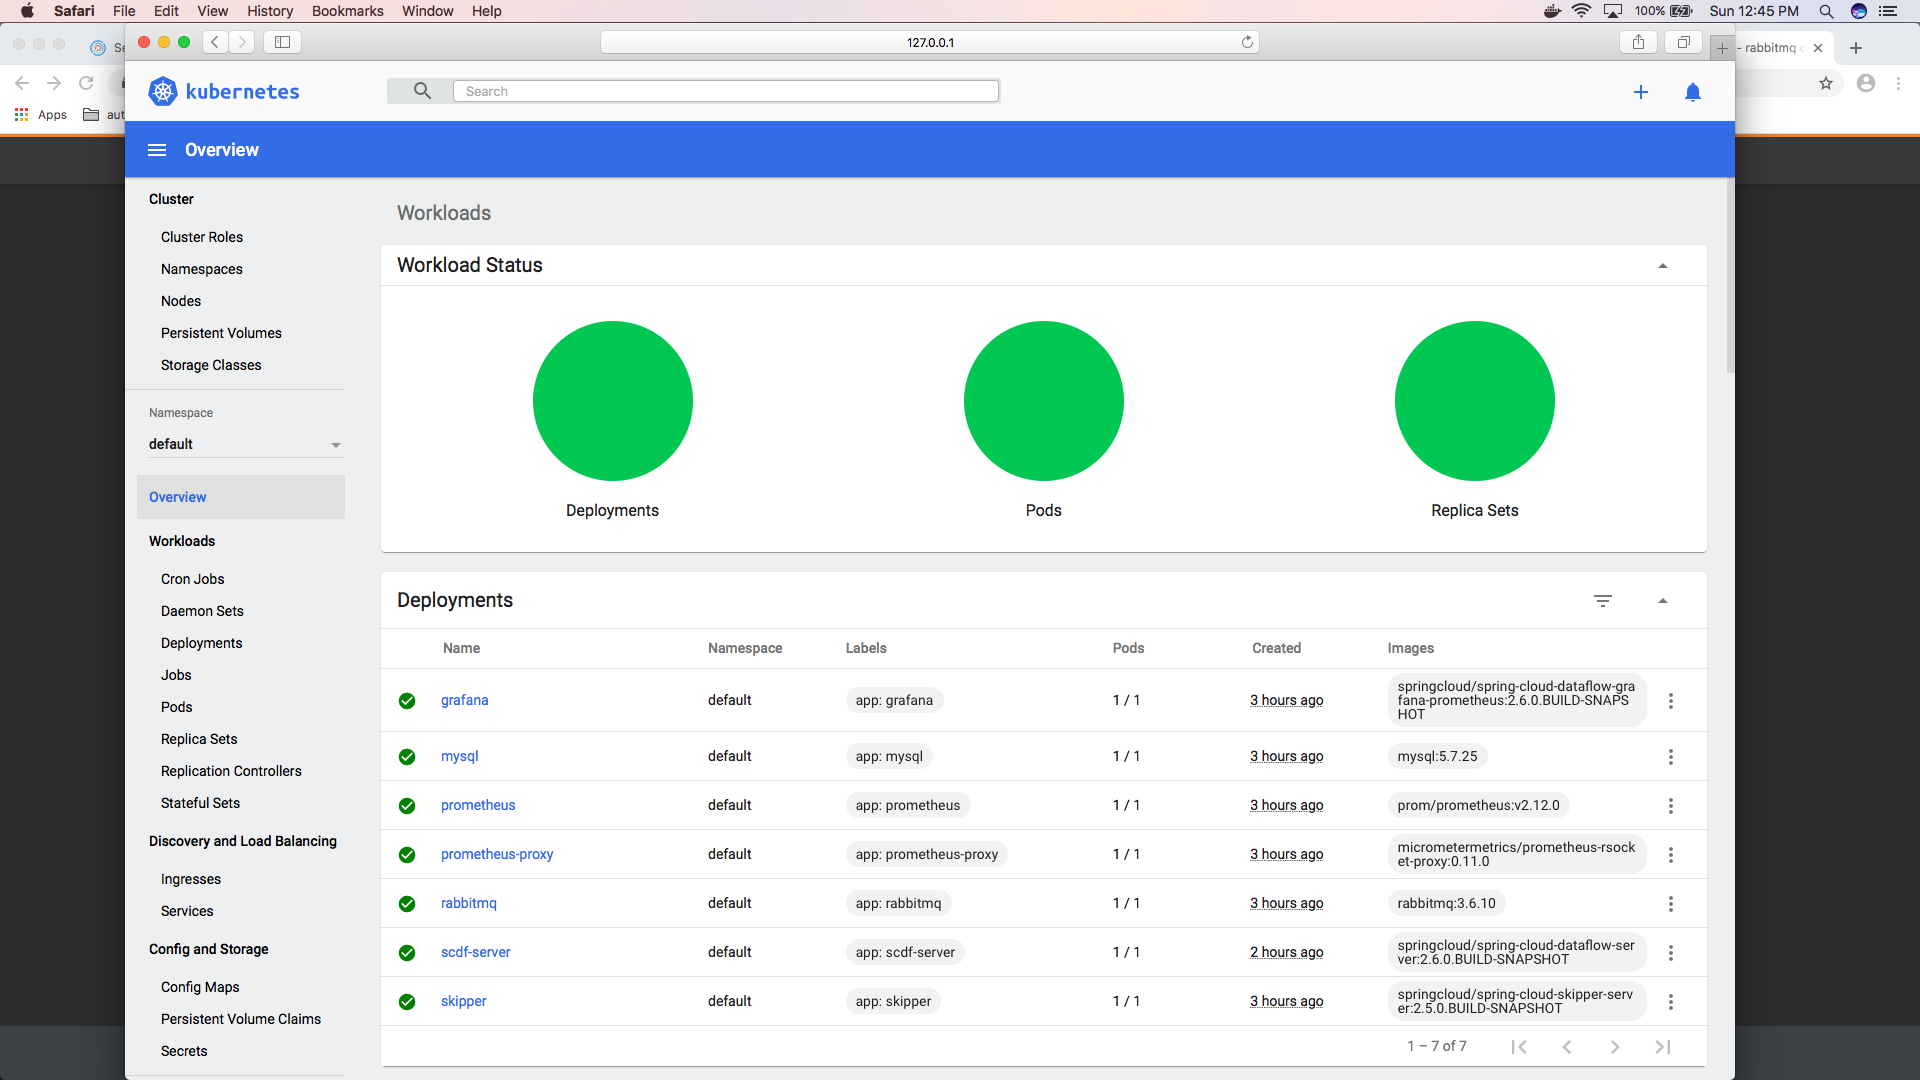 Safari File Edit View History Bookmarks Window Help 100% Sun 12:45 PM
127.0.0.1
- rabbitmq
Apps
kubernetes
Search
Overview
Cluster
Cluster Roles
Namespaces
Nodes
Persistent Volumes
Storage Classes
Namespace
default
Overview
Workloads
Cron Jobs
Daemon Sets
Deployments
Jobs
Pods
Replica Sets
Replication Controllers
Stateful Sets
Discovery and Load Balancing
Ingresses
Services
Config and Storage
Config Maps
Persistent Volume Claims
Secrets
Workloads
Workload Status
Deployments
Pods
Replica Sets
Deployments
Name Namespace Labels Pods Created Images
grafana default app: grafana 1 / 1 3 hours ago
springcloud/spring-cloud-dataflow-gra
fana-prometheus:2.6.0.BUILD-SNAPS
HOT
mysql default app: mysql 1 / 1 3 hours ago mysql:5.7.25
prometheus default app: prometheus 1 / 1 3 hours ago prom/prometheus:v2.12.0
prometheus-proxy default app: prometheus-proxy 1 / 1 3 hours ago
micrometermetrics/prometheus-rsock
et-proxy:0.11.0
rabbitmq default app: rabbitmq 1 / 1 3 hours ago rabbitmq:3.6.10
scdf-server default app: scdf-server 1 / 1 2 hours ago
springcloud/spring-cloud-dataflow-ser
ver:2.6.0.BUILD-SNAPSHOT
skipper default app: skipper 1 / 1 3 hours ago
springcloud/spring-cloud-skipper-serv
er:2.5.0.BUILD-SNAPSHOT
1 – 7 of 7